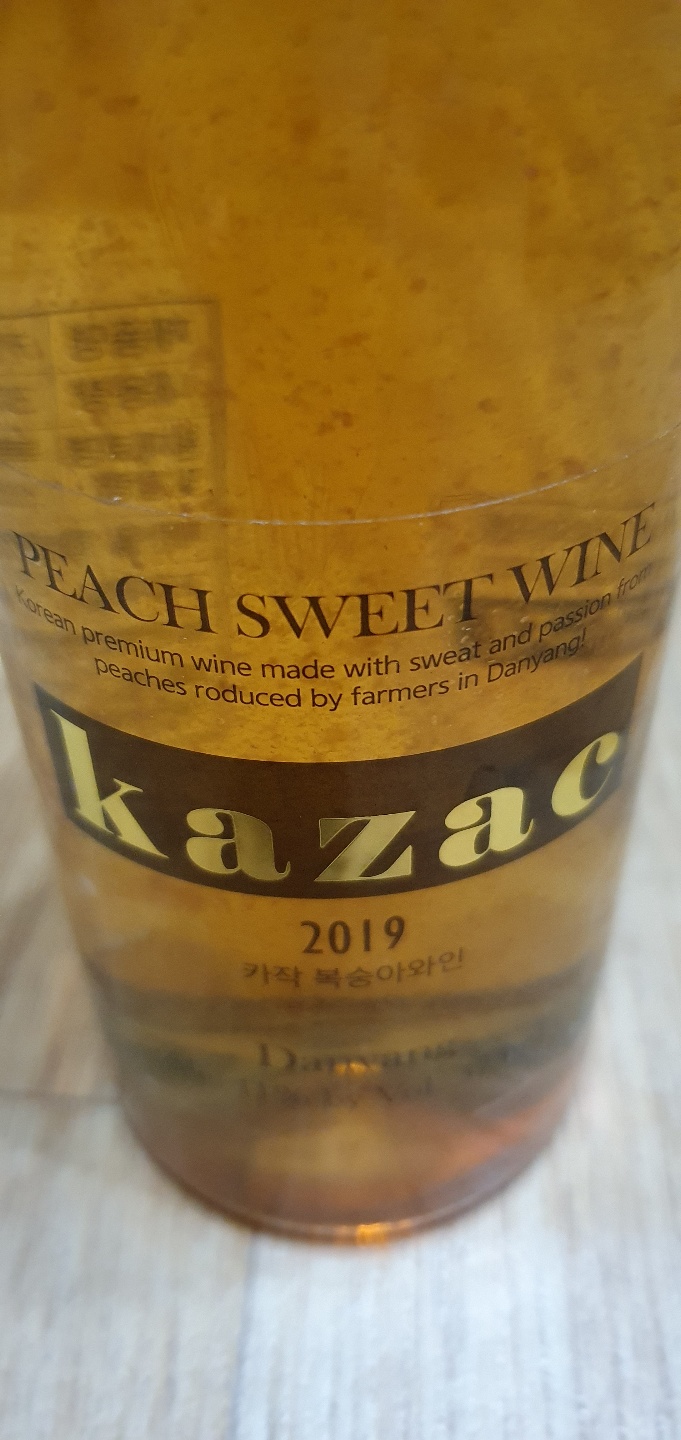 PEACH SWEET WINE
Korean premium wine made with sweat and passion from
peaches roduced by farmers in Danyang!
kazac
2019
카작 복숭아와인
Danyang